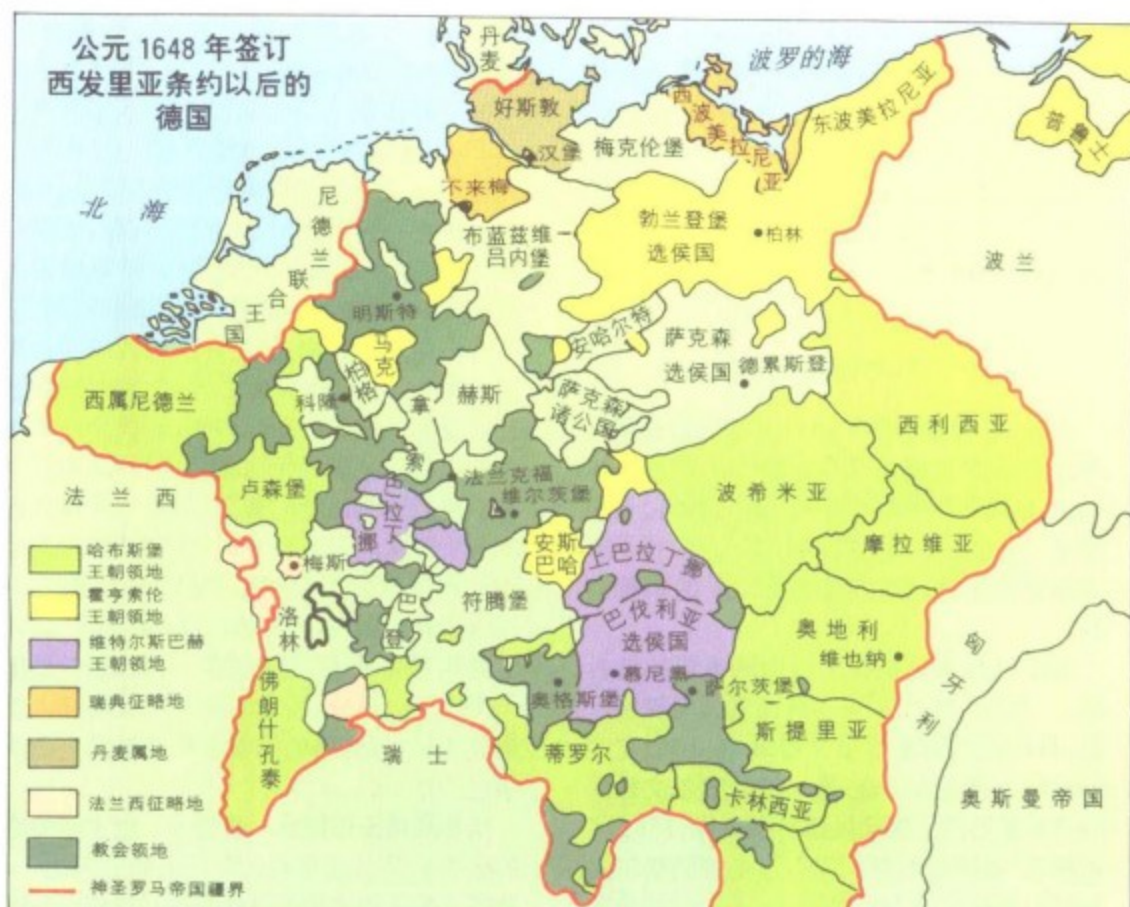 公元 1648 年签订
西发里亚条约以后的
德国
丹麦
波罗的海
好斯敦
汉堡
梅克伦堡
西波美拉尼亚
东波美拉尼亚
普鲁士
北海
尼德兰联合王国
不来梅
布蓝兹维一
吕内堡
勃兰登堡
选侯国
柏林
波兰
明斯特
马克
安哈尔特
萨克森
选侯国
德累斯登
西属尼德兰
科隆
柏格
拿索
赫斯
萨克森
诸公国
西利西亚
法兰西
卢森堡
巴拉丁挪
法兰克福
维尔茨堡
波希米亚
摩拉维亚
梅斯
安斯
巴哈
上巴拉丁挪
洛林
巴登
符腾堡
巴伐利亚
选侯国
慕尼黑
奥格斯堡
萨尔茨堡
奥地利
维也纳
匈牙利
佛朗什孔泰
瑞士
蒂罗尔
斯提里亚
卡林西亚
奥斯曼帝国
哈布斯堡
王朝领地
霍亨索伦
王朝领地
维特尔斯巴赫
王朝领地
瑞典征略地
丹麦属地
法兰西征略地
教会领地
神圣罗马帝国疆界